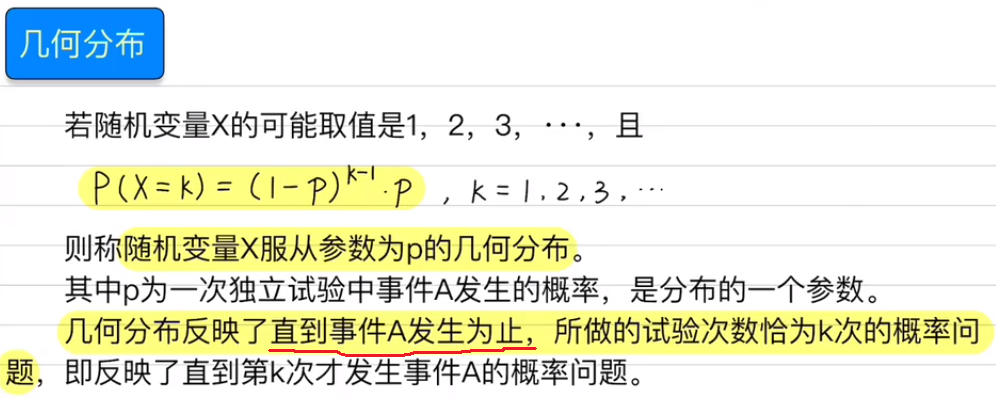 几何分布
若随机变量X的可能取值是1，2，3，···，且
P(X=k) = (1-p)^{k-1}·p , k=1,2,3,···
则称随机变量X服从参数为p的几何分布。
其中p为一次独立试验中事件A发生的概率，是分布的一个参数。
几何分布反映了直到事件A发生为止，所做的试验次数恰为k次的概率问
题，即反映了直到第k次才发生事件A的概率问题。